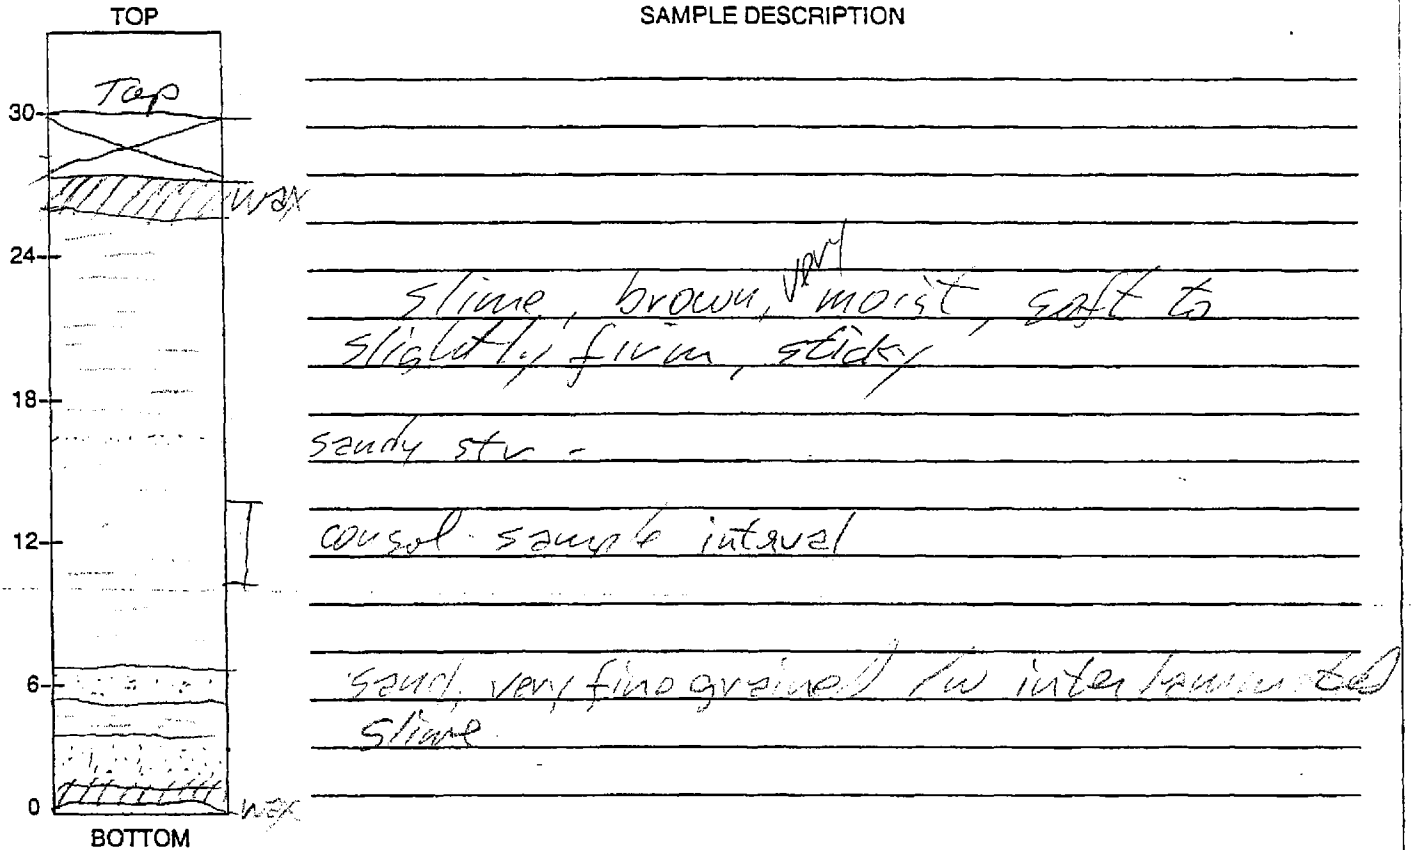 TOP
SAMPLE DESCRIPTION
Top
30
wax
24
very
slime, brown, moist, soft to
slightly firm, sticky
18
sandy str -
12
consol. sample interval
6
sand, very fine grained /w interlaminated
slime
0
wax
BOTTOM